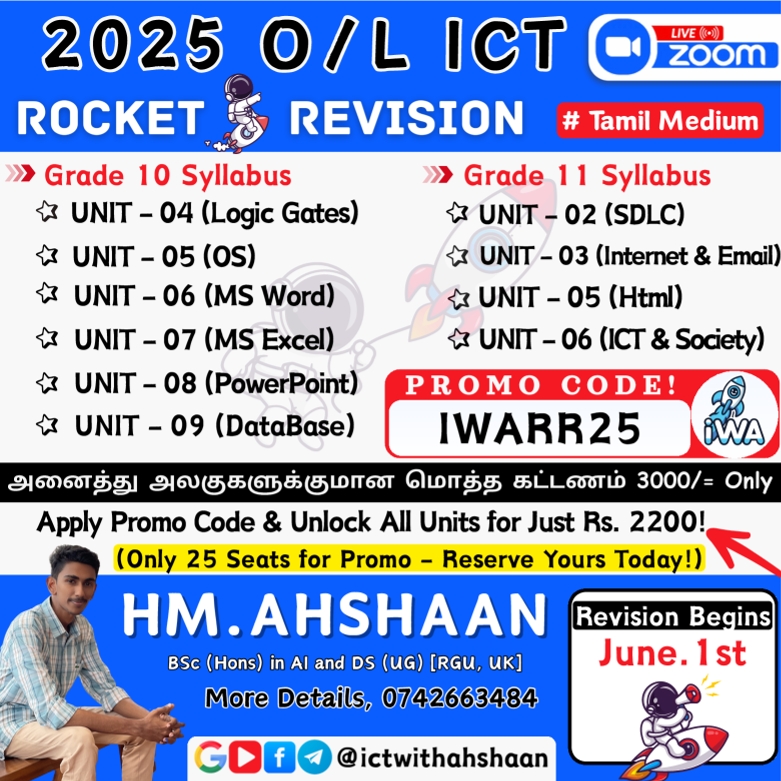 2025 O/L ICT
LIVE
zoom
ROCKET REVISION
# Tamil Medium
Grade 10 Syllabus
UNIT - 04 (Logic Gates)
UNIT - 05 (OS)
UNIT - 06 (MS Word)
UNIT - 07 (MS Excel)
UNIT - 08 (PowerPoint)
UNIT - 09 (DataBase)
Grade 11 Syllabus
UNIT - 02 (SDLC)
UNIT - 03 (Internet & Email)
UNIT - 05 (Html)
UNIT - 06 (ICT & Society)
PROMO CODE!
IWARR25
iWA
அனைத்து அலகுகளுக்குமான மொத்த கட்டணம் 3000/= Only
Apply Promo Code & Unlock All Units for Just Rs. 2200!
(Only 25 Seats for Promo – Reserve Yours Today!)
HM.AHSHAAN
BSc (Hons) in AI and DS (UG) [RGU, UK]
More Details, 0742663484
@ictwithahshaan
Revision Begins
June.1st